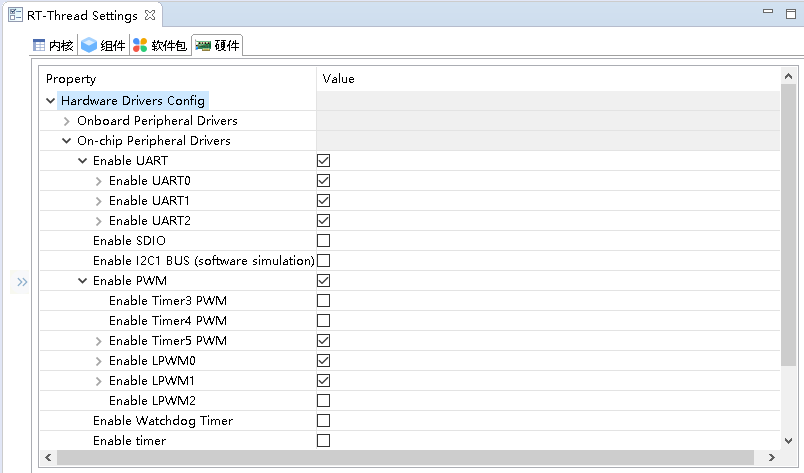 RT-Thread Settings
内核 组件 软件包 硬件
Property Value
Hardware Drivers Config
Onboard Peripheral Drivers
On-chip Peripheral Drivers
Enable UART
Enable UART0
Enable UART1
Enable UART2
Enable SDIO
Enable I2C1 BUS (software simulation)
Enable PWM
Enable Timer3 PWM
Enable Timer4 PWM
Enable Timer5 PWM
Enable LPWM0
Enable LPWM1
Enable LPWM2
Enable Watchdog Timer
Enable timer